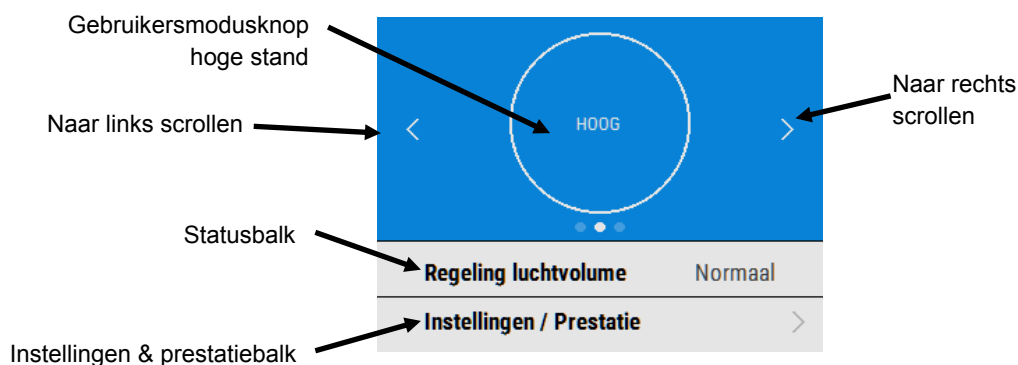 Gebruikersmodusknop
hoge stand
Naar rechts
scrollen
Naar links scrollen
HOOG
Statusbalk
Regeling luchtvolume Normaal
Instellingen / Prestatie
Instellingen & prestatiebalk